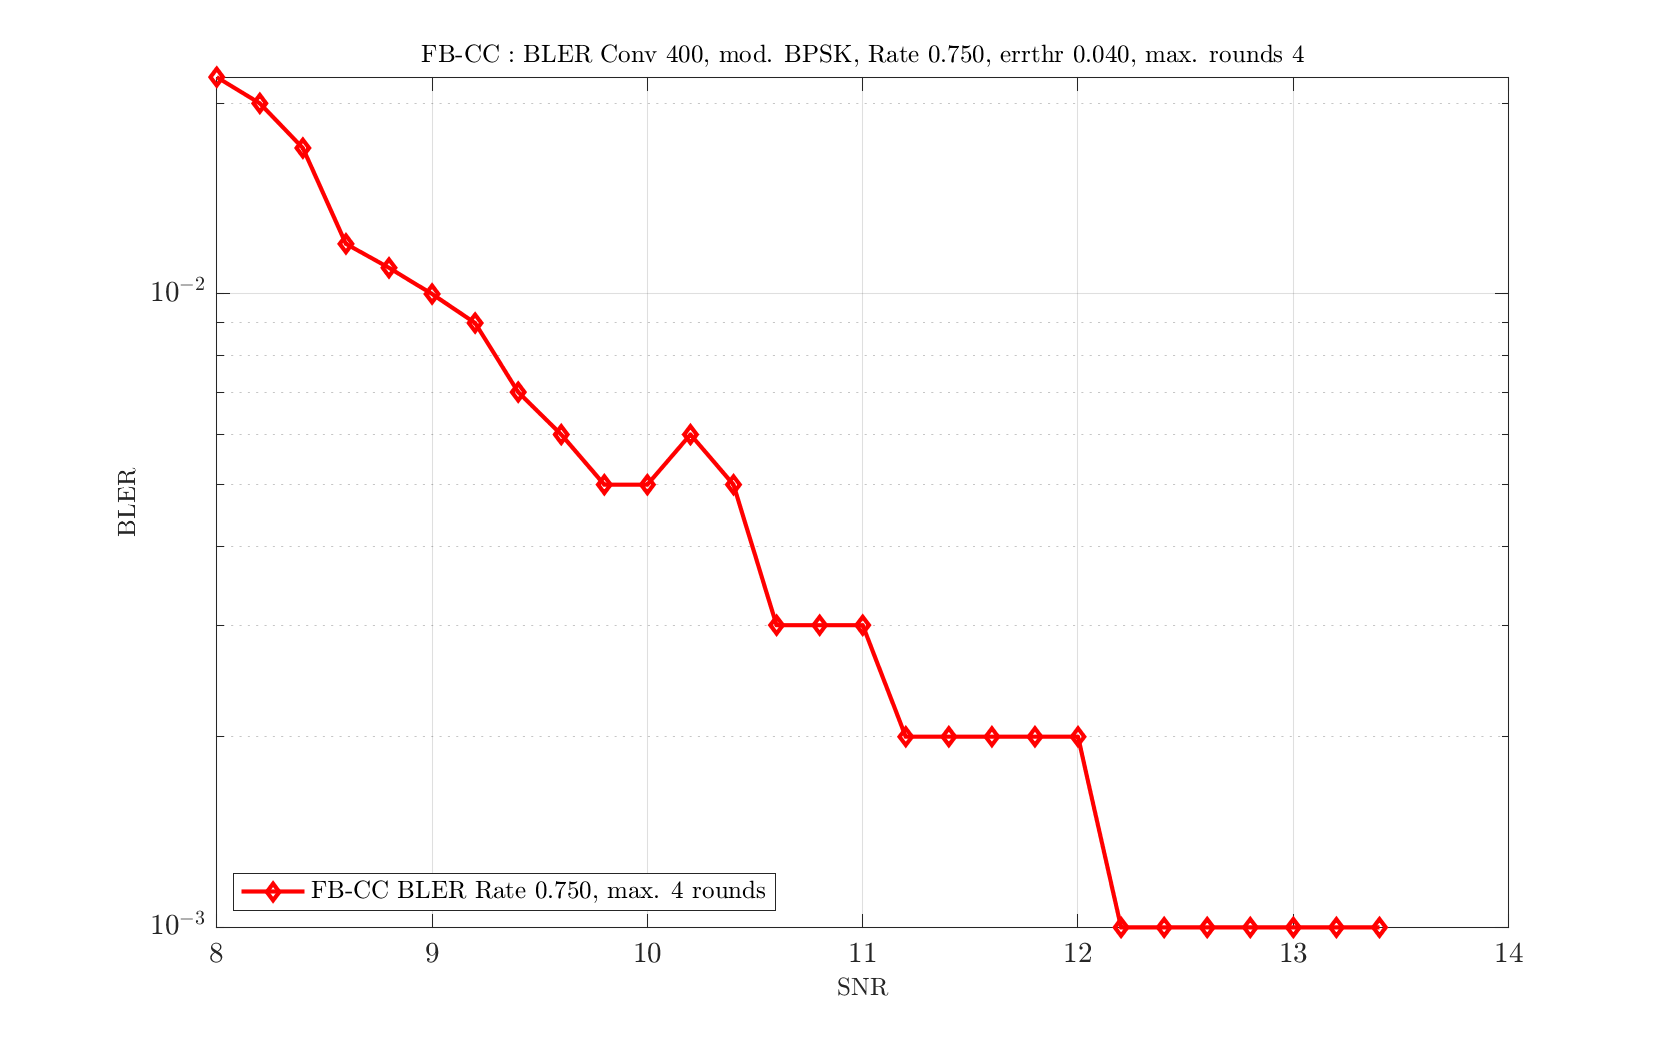 FB-CC : BLER Conv 400, mod. BPSK, Rate 0.750, errthr 0.040, max. rounds 4
10⁻²
BLER
10⁻³
FB-CC BLER Rate 0.750, max. 4 rounds
8 9 10 11 12 13 14
SNR